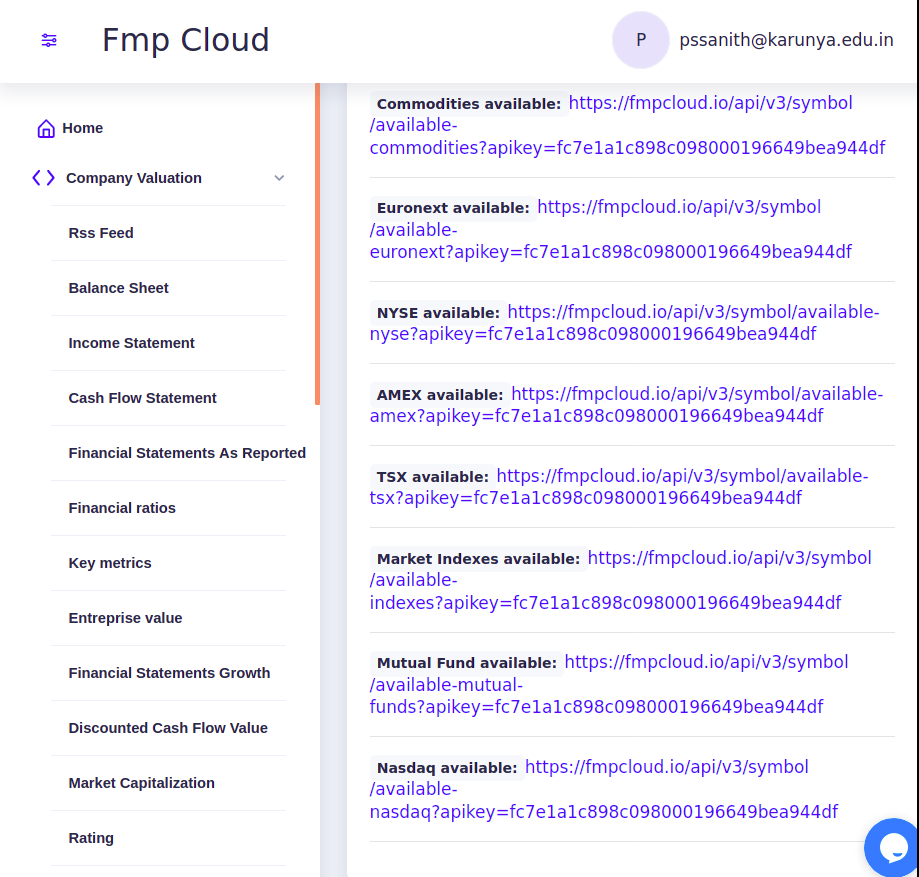 Fmp Cloud
P
pssanith@karunya.edu.in
Home
Company Valuation
Rss Feed
Balance Sheet
Income Statement
Cash Flow Statement
Financial Statements As Reported
Financial ratios
Key metrics
Entreprise value
Financial Statements Growth
Discounted Cash Flow Value
Market Capitalization
Rating
Commodities available: https://fmpcloud.io/api/v3/symbol
/available-
commodities?apikey=fc7e1a1c898c098000196649bea944df
Euronext available: https://fmpcloud.io/api/v3/symbol
/available-
euronext?apikey=fc7e1a1c898c098000196649bea944df
NYSE available: https://fmpcloud.io/api/v3/symbol/available-
nyse?apikey=fc7e1a1c898c098000196649bea944df
AMEX available: https://fmpcloud.io/api/v3/symbol/available-
amex?apikey=fc7e1a1c898c098000196649bea944df
TSX available: https://fmpcloud.io/api/v3/symbol/available-
tsx?apikey=fc7e1a1c898c098000196649bea944df
Market Indexes available: https://fmpcloud.io/api/v3/symbol
/available-
indexes?apikey=fc7e1a1c898c098000196649bea944df
Mutual Fund available: https://fmpcloud.io/api/v3/symbol
/available-mutual-
funds?apikey=fc7e1a1c898c098000196649bea944df
Nasdaq available: https://fmpcloud.io/api/v3/symbol
/available-
nasdaq?apikey=fc7e1a1c898c098000196649bea944df